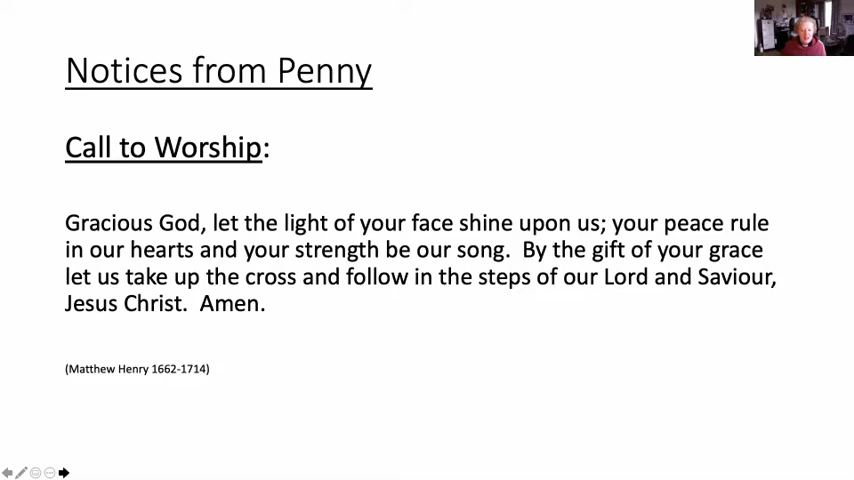 Notices from Penny
Call to Worship:
Gracious God, let the light of your face shine upon us; your peace rule
in our hearts and your strength be our song.  By the gift of your grace
let us take up the cross and follow in the steps of our Lord and Saviour,
Jesus Christ.  Amen.
(Matthew Henry 1662-1714)